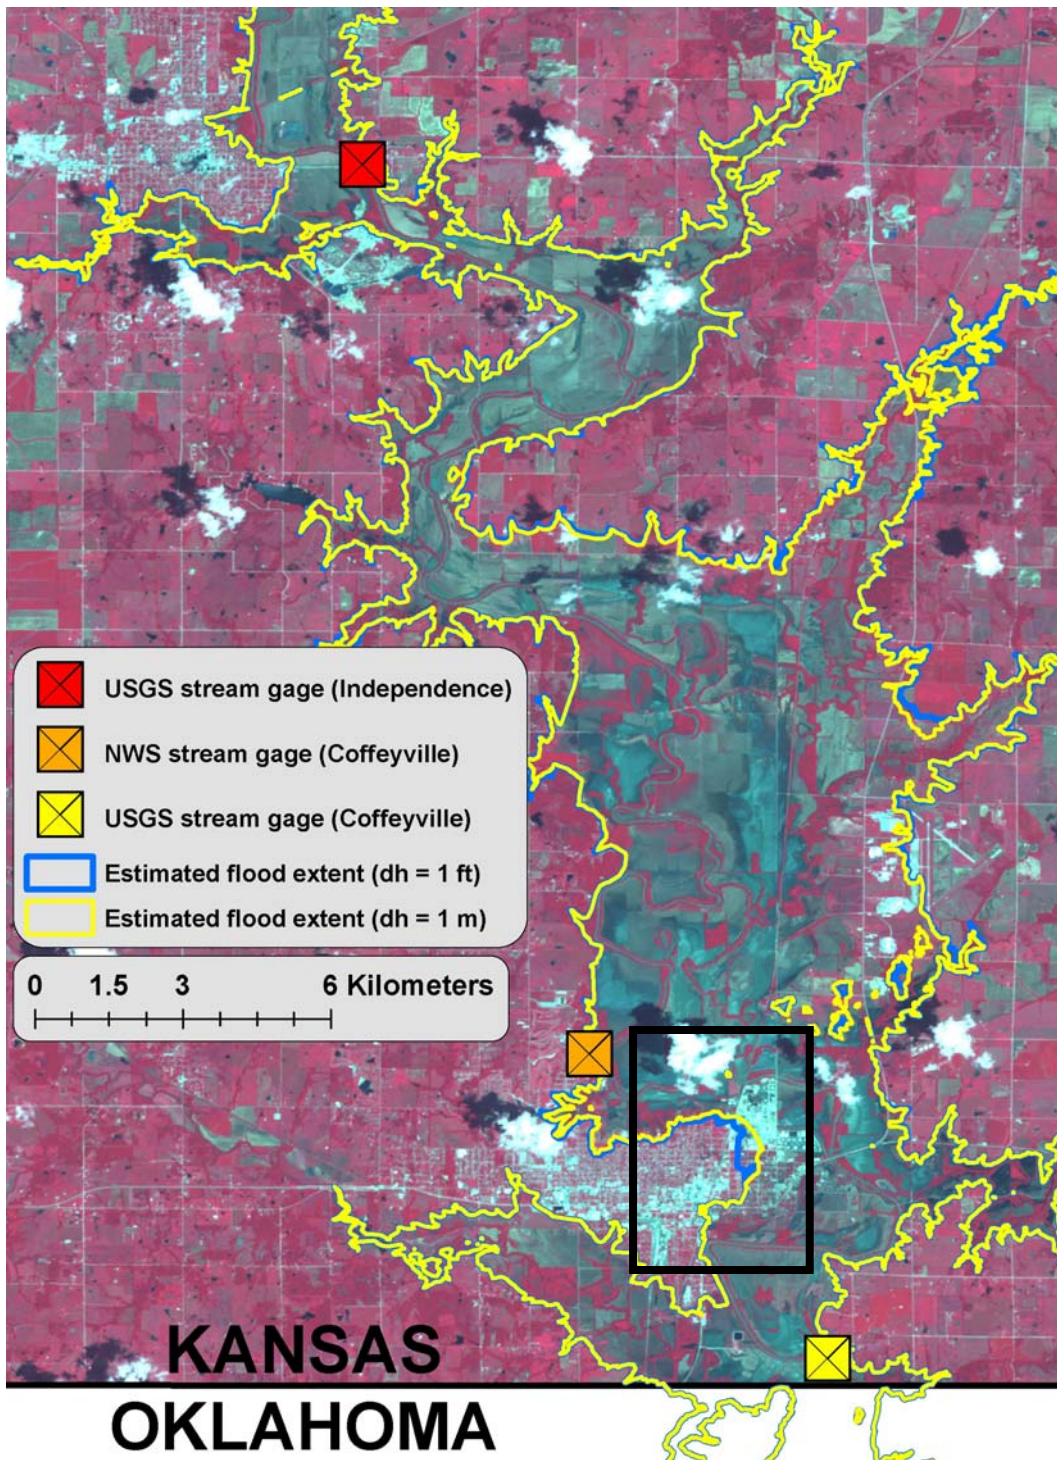 USGS stream gage (Independence)
NWS stream gage (Coffeyville)
USGS stream gage (Coffeyville)
Estimated flood extent (dh = 1 ft)
Estimated flood extent (dh = 1 m)
0 1.5 3 6 Kilometers
KANSAS
OKLAHOMA